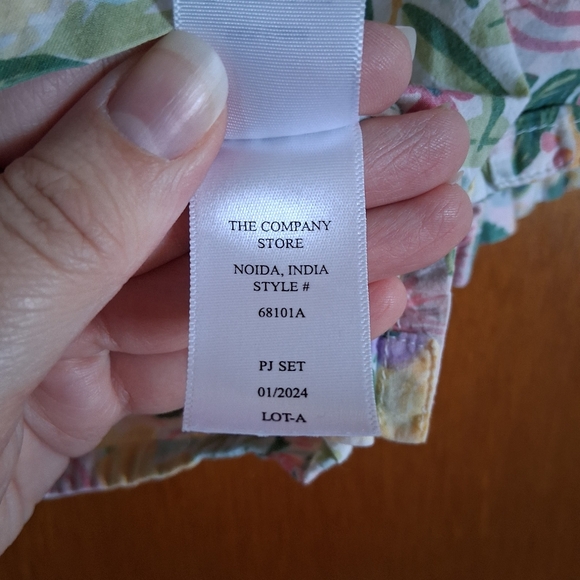 THE COMPANY
STORE
NOIDA, INDIA
STYLE #
68101A
PJ SET
01/2024
LOT-A